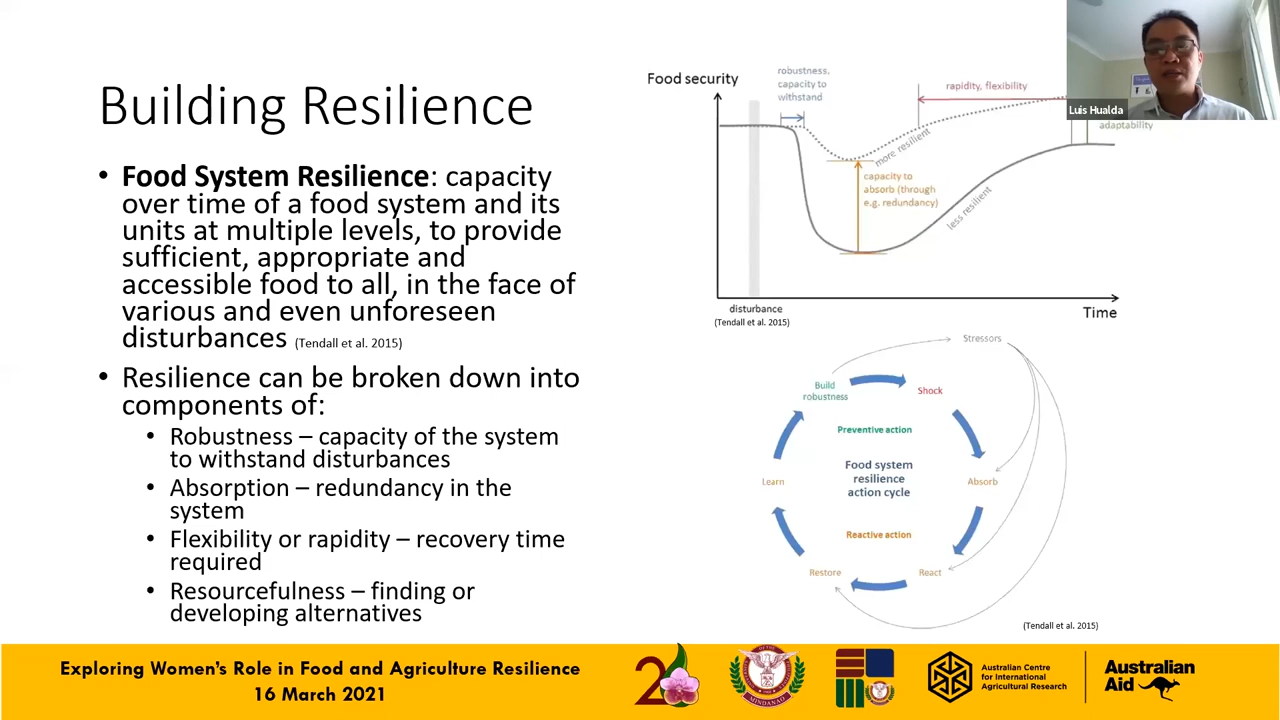 Building Resilience
• Food System Resilience: capacity
over time of a food system and its
units at multiple levels, to provide
sufficient, appropriate and
accessible food to all, in the face of
various and even unforeseen
disturbances (Tendall et al. 2015)
• Resilience can be broken down into
components of:
• Robustness – capacity of the system
to withstand disturbances
• Absorption – redundancy in the
system
• Flexibility or rapidity – recovery time
required
• Resourcefulness – finding or
developing alternatives
Food security
robustness,
capacity to
withstand
rapidity, flexibility
Luis Hualda
adaptability
more resilient
capacity to
absorb (through
e.g. redundancy)
less resilient
disturbance
(Tendall et al. 2015)
Time
Stressors
Build
robustness
Shock
Preventive action
Food system
resilience
action cycle
Learn
Absorb
Reactive action
Restore
React
(Tendall et al. 2015)
Exploring Women's Role in Food and Agriculture Resilience
16 March 2021
MINDANAO
Australian Centre
for International
Agricultural Research
Australian
Aid